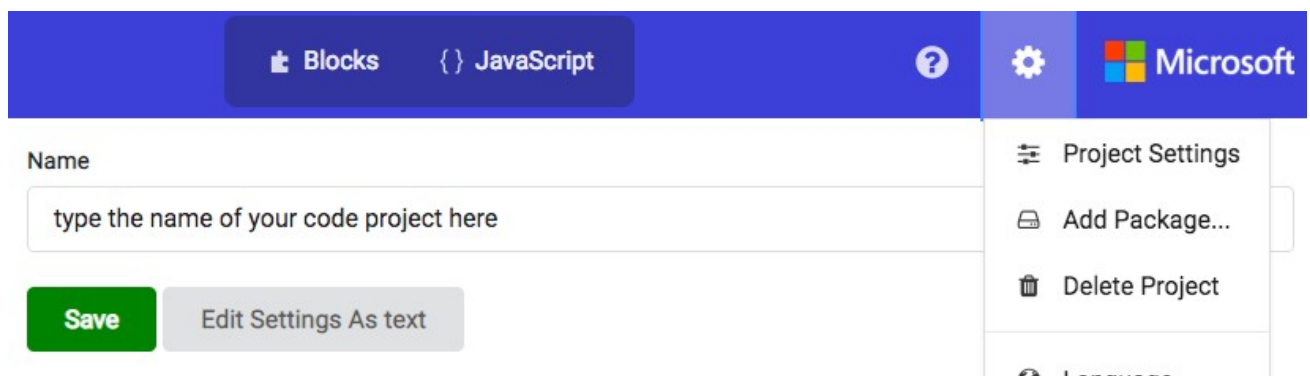 Blocks
{ } JavaScript
Microsoft
Name
type the name of your code project here
Save
Edit Settings As text
Project Settings
Add Package...
Delete Project
Language